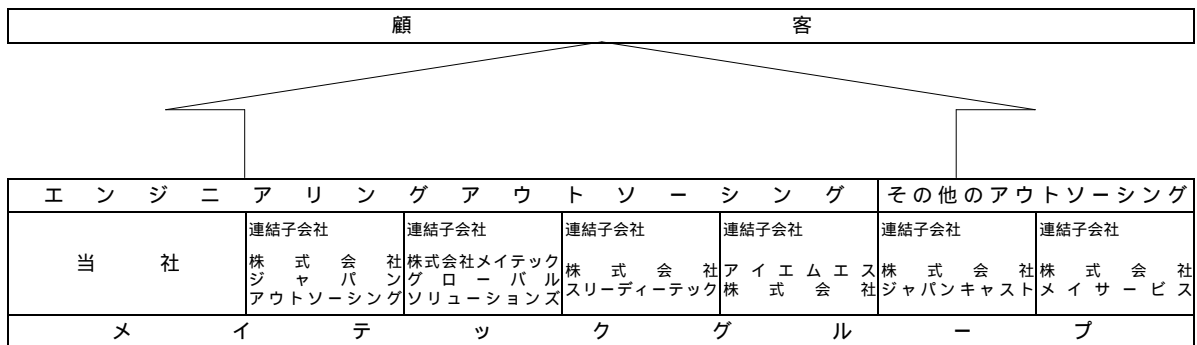 顧客
エンジニアリングアウトソーシング
その他のアウトソーシング
当社
連結子会社
株式会社
ジャパン
アウトソーシング
連結子会社
株式会社メイテック
グローバル
ソリューションズ
連結子会社
株式会社
スリーディーテック
連結子会社
アイエムエス
株式会社
連結子会社
株式会社
ジャパンキャスト
連結子会社
株式会社
メイサービス
メイテックグループ